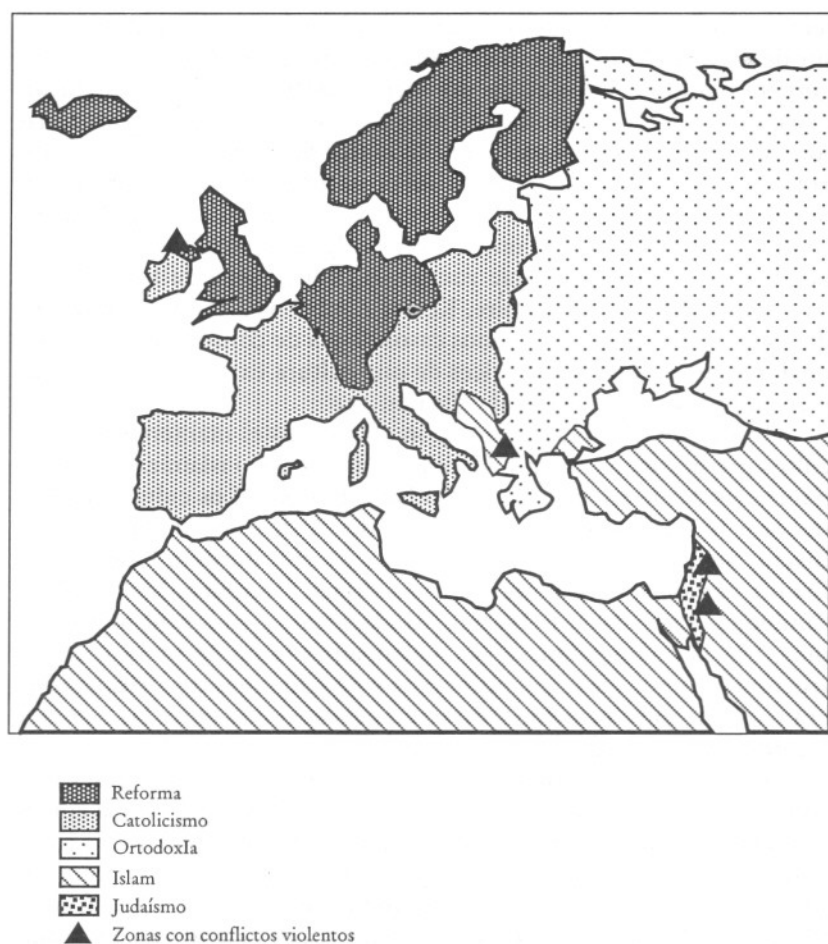 Reforma
Catolicismo
OrtodoxIa
Islam
Judaísmo
Zonas con conflictos violentos